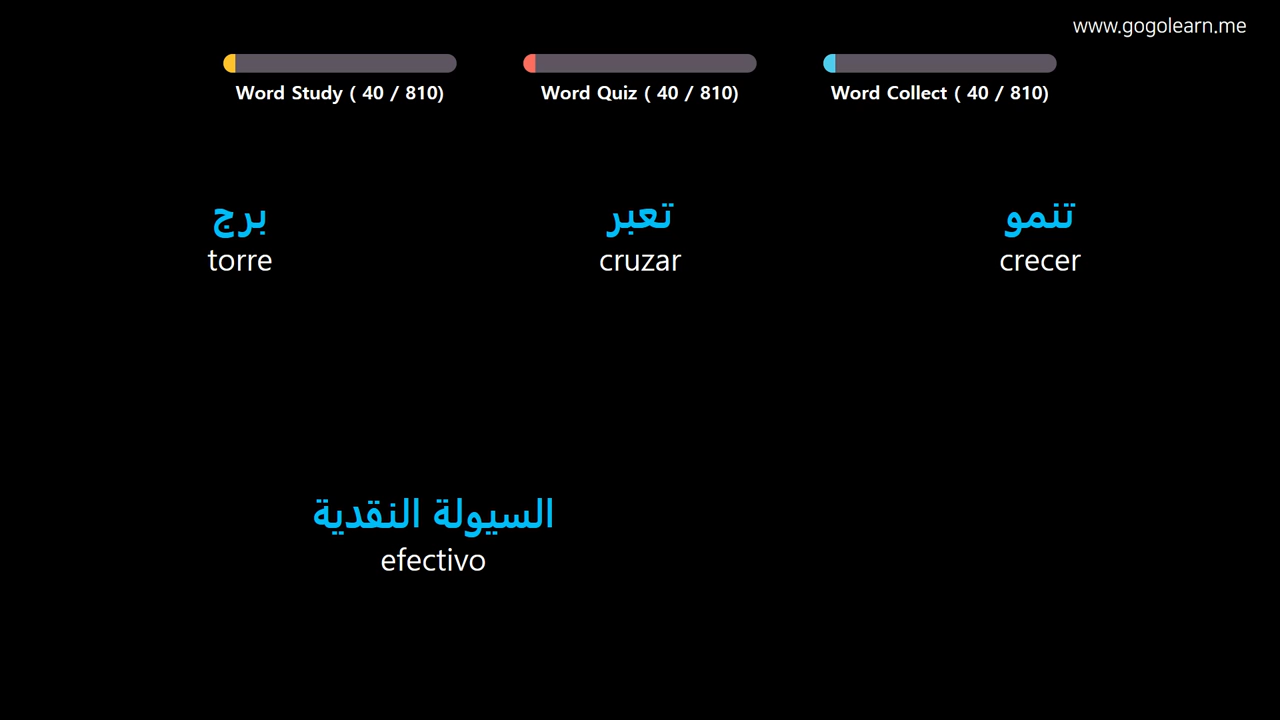 www.gogolearn.me
Word Study ( 40 / 810)
Word Quiz ( 40 / 810)
Word Collect ( 40 / 810)
برج
torre
تعبر
cruzar
تنمو
crecer
السيولة النقدية
efectivo